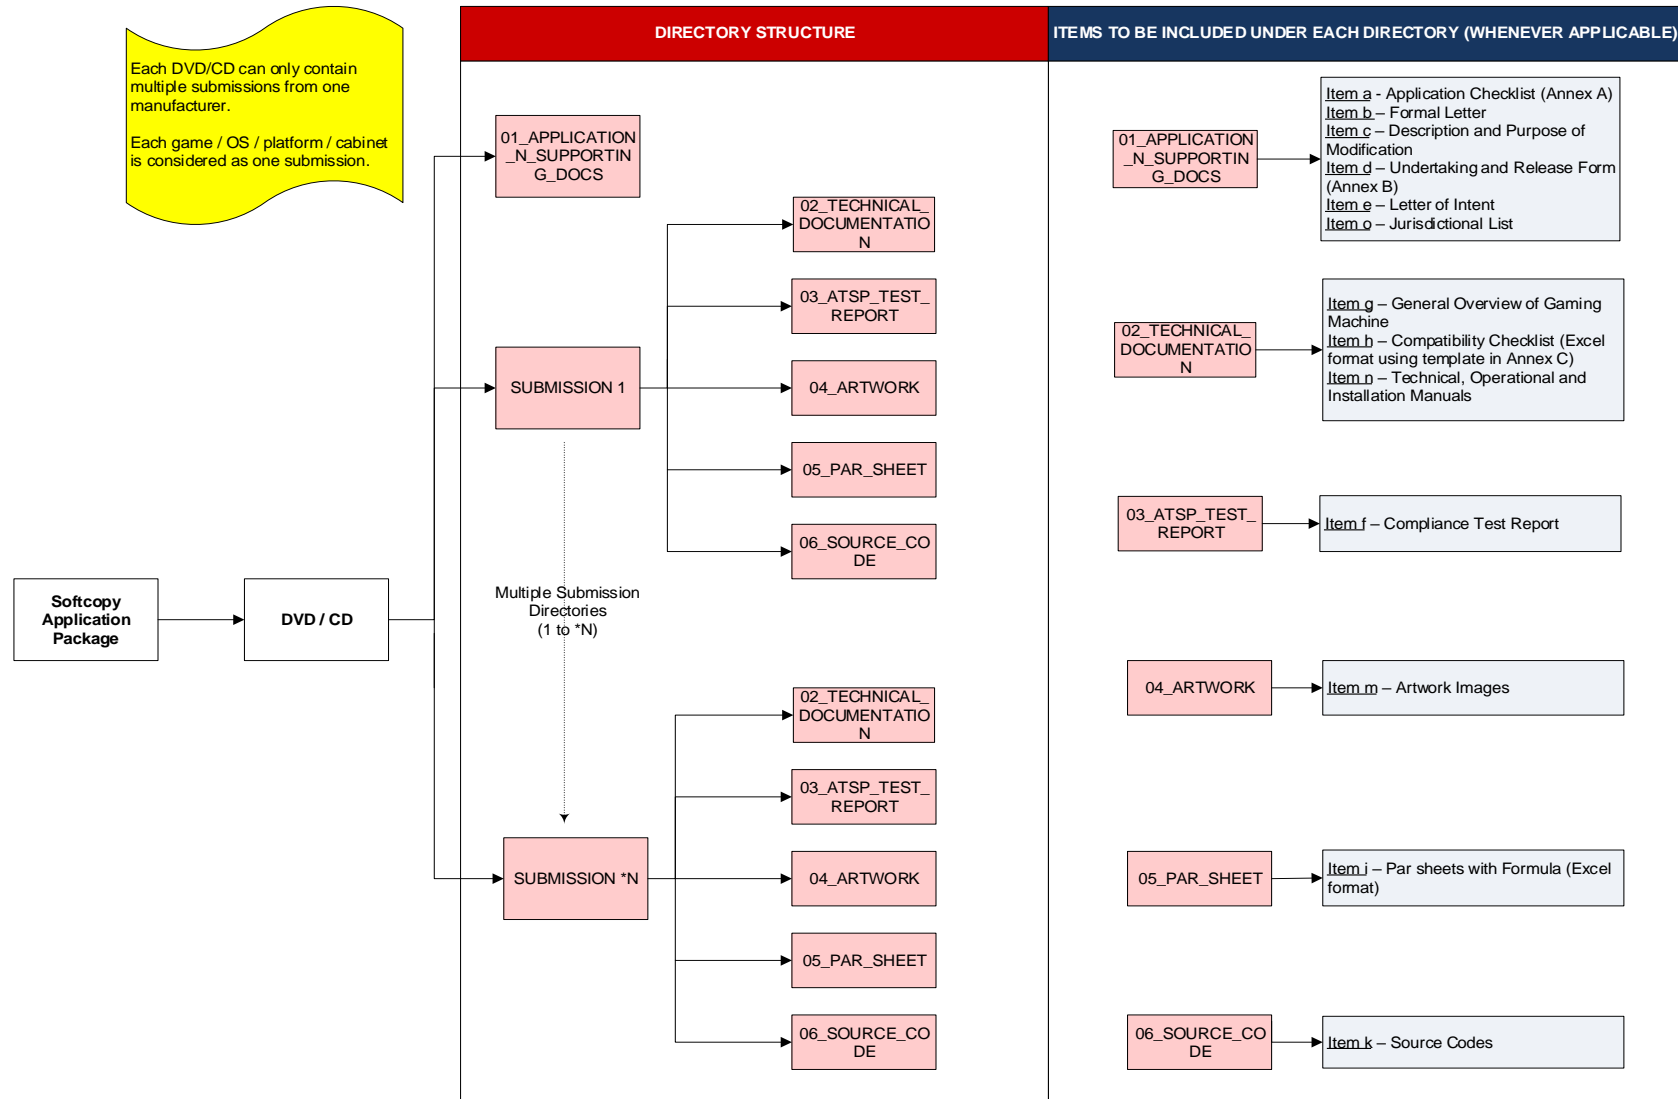 Each DVD/CD can only contain
multiple submissions from one
manufacturer.
Each game / OS / platform / cabinet
is considered as one submission.
Softcopy
Application
Package
DVD / CD
DIRECTORY STRUCTURE
01_APPLICATION
_N_SUPPORTIN
G_DOCS
SUBMISSION 1
02_TECHNICAL_
DOCUMENTATIO
N
03_ATSP_TEST_
REPORT
04_ARTWORK
05_PAR_SHEET
06_SOURCE_CO
DE
Multiple Submission
Directories
(1 to *N)
SUBMISSION *N
02_TECHNICAL_
DOCUMENTATIO
N
03_ATSP_TEST_
REPORT
04_ARTWORK
05_PAR_SHEET
06_SOURCE_CO
DE
ITEMS TO BE INCLUDED UNDER EACH DIRECTORY (WHENEVER APPLICABLE)
01_APPLICATION
_N_SUPPORTIN
G_DOCS
Item a - Application Checklist (Annex A)
Item b – Formal Letter
Item c – Description and Purpose of
Modification
Item d – Undertaking and Release Form
(Annex B)
Item e – Letter of Intent
Item o – Jurisdictional List
02_TECHNICAL_
DOCUMENTATIO
N
Item g – General Overview of Gaming
Machine
Item h – Compatibility Checklist (Excel
format using template in Annex C)
Item n – Technical, Operational and
Installation Manuals
03_ATSP_TEST_
REPORT
Item f – Compliance Test Report
04_ARTWORK
Item m – Artwork Images
05_PAR_SHEET
Item i – Par sheets with Formula (Excel
format)
06_SOURCE_CO
DE
Item k – Source Codes